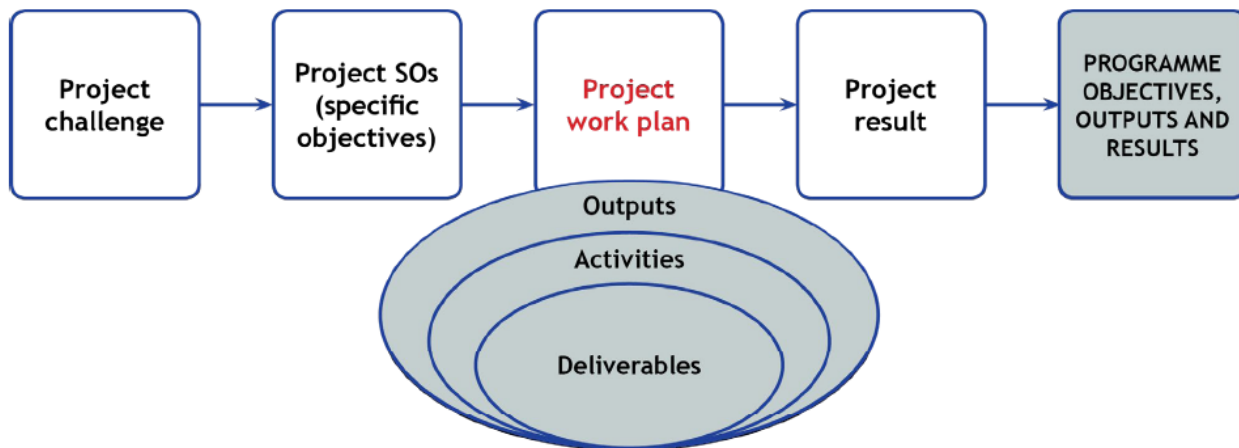 Project
challenge
Project SOs
(specific
objectives)
Project
work plan
Project
result
PROGRAMME
OBJECTIVES,
OUTPUTS AND
RESULTS
Outputs
Activities
Deliverables